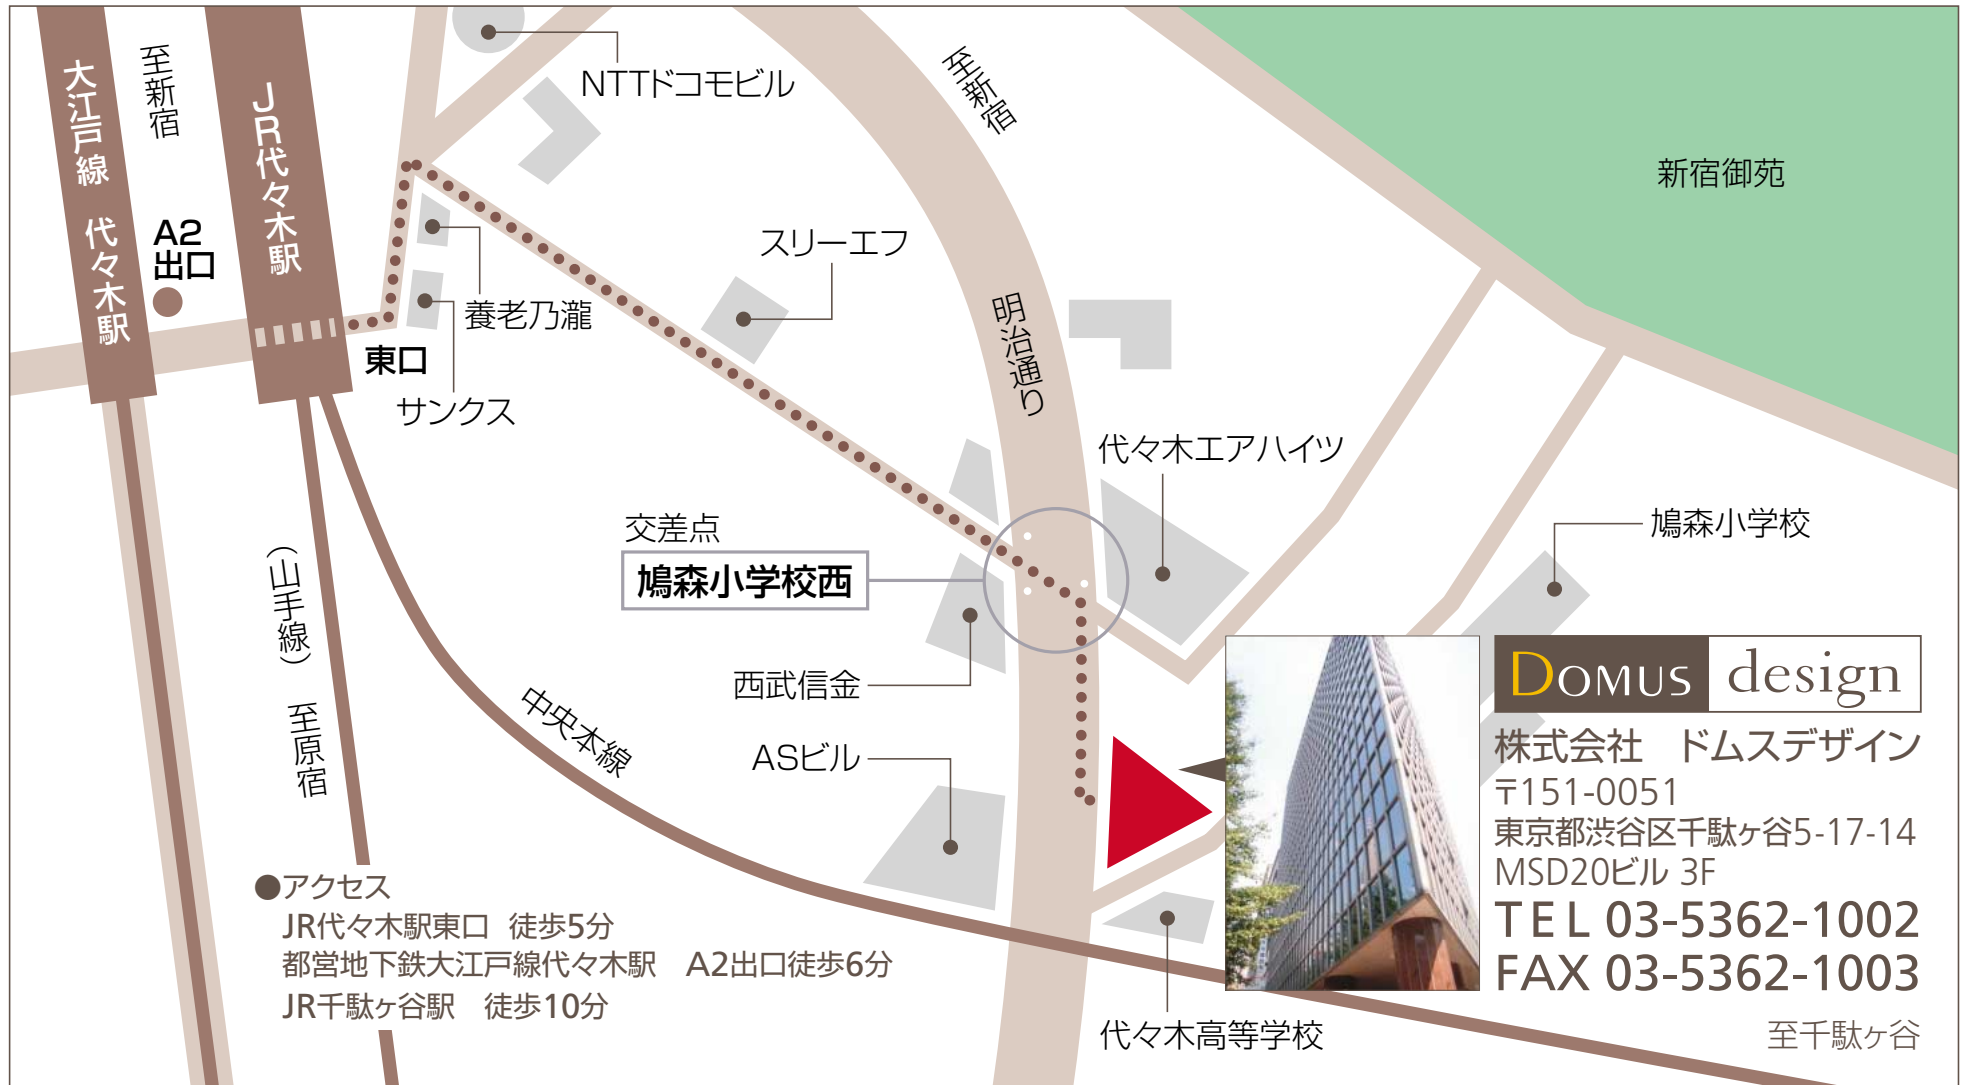 大江戸線　代々木駅
至新宿
JR代々木駅
A2
出口
東口
NTTドコモビル
養老乃瀧
サンクス
スリーエフ
至新宿
明治通り
新宿御苑
代々木エアハイツ
鳩森小学校
交差点
鳩森小学校西
西武信金
ASビル
(山手線)　至原宿
中央本線
●アクセス
JR代々木駅東口 徒歩5分
都営地下鉄大江戸線代々木駅　A2出口徒歩6分
JR千駄ヶ谷駅　徒歩10分
DOMUS design
株式会社　ドムスデザイン
〒151-0051
東京都渋谷区千駄ヶ谷5-17-14
MSD20ビル 3F
TEL 03-5362-1002
FAX 03-5362-1003
代々木高等学校
至千駄ヶ谷